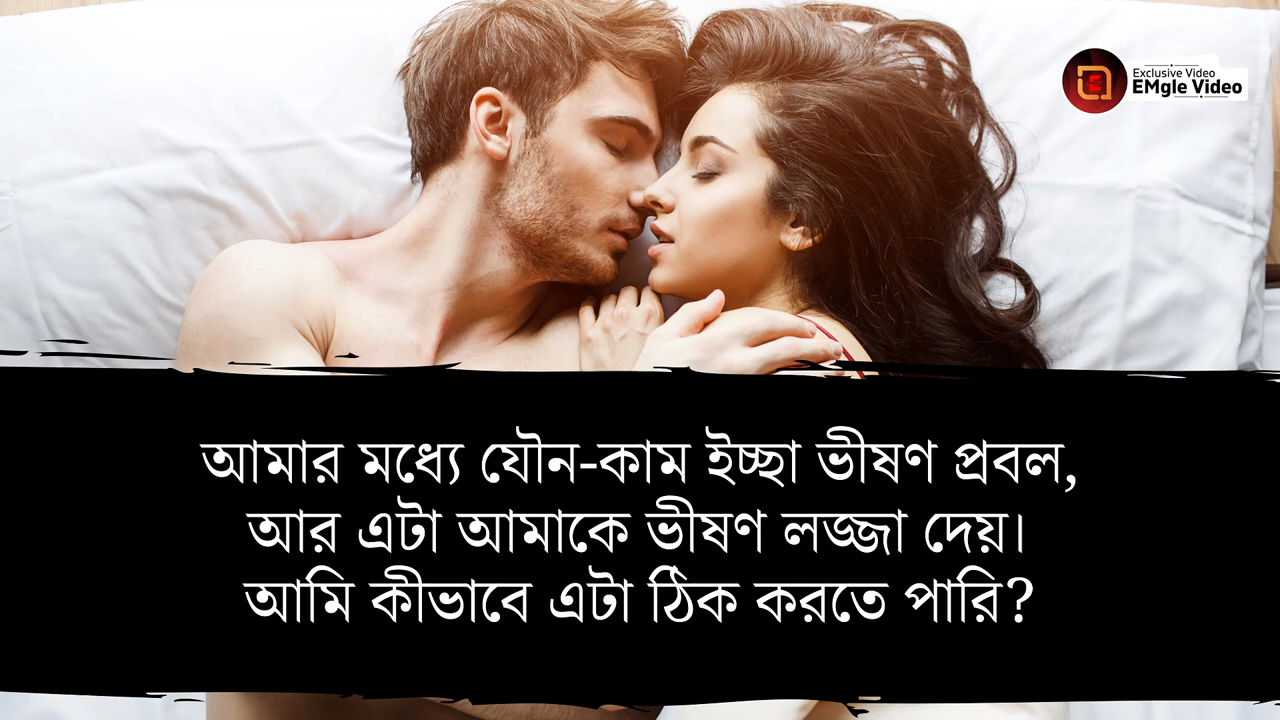 Exclusive Video
EMgle Video
আমার মধ্যে যৌন-কাম ইচ্ছা ভীষণ প্রবল,
আর এটা আমাকে ভীষণ লজ্জা দেয়।
আমি কীভাবে এটা ঠিক করতে পারি?